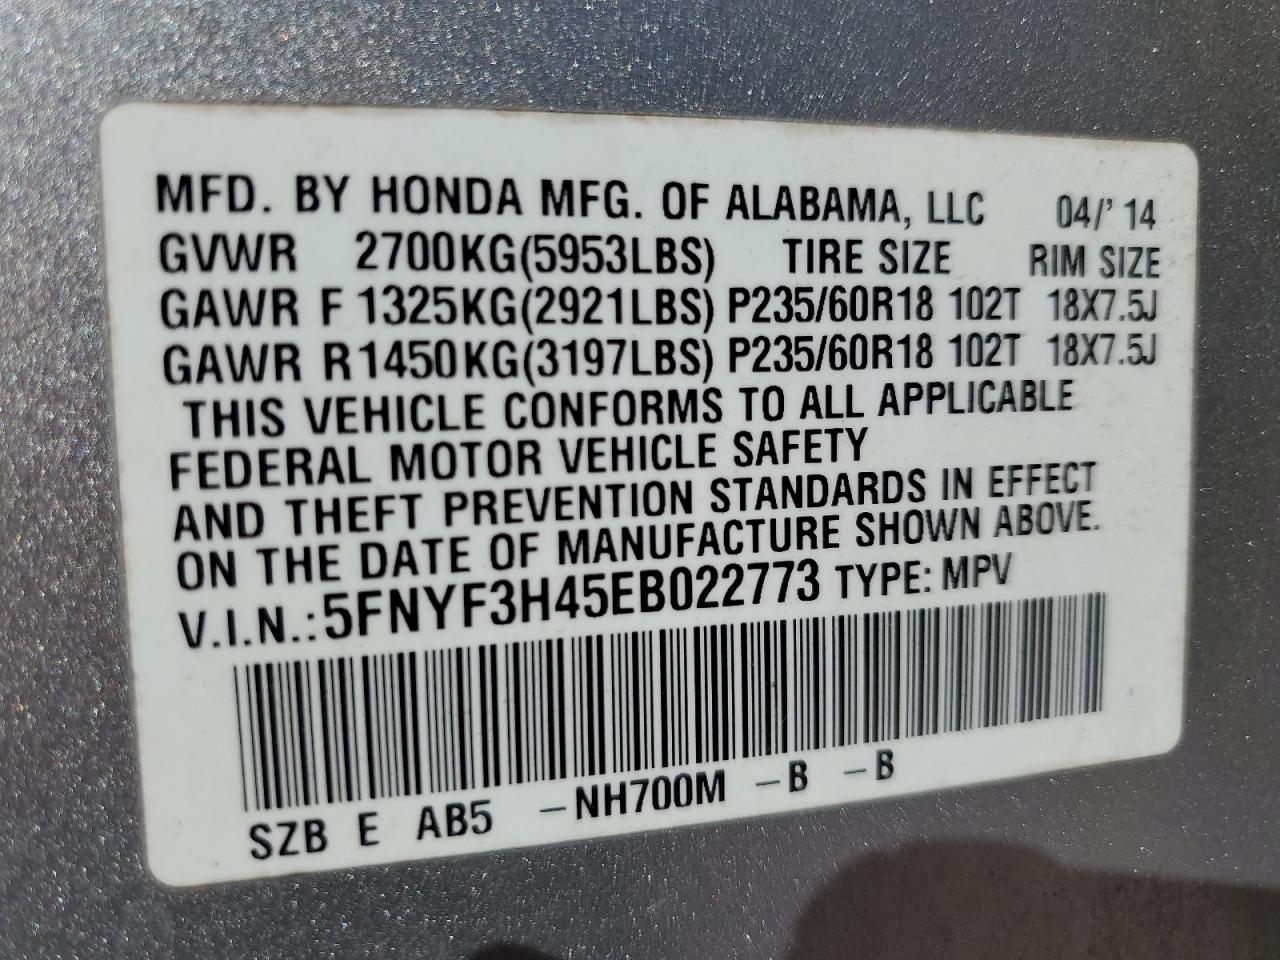 MFD. BY HONDA MFG. OF ALABAMA, LLC 04/' 14
GVWR 2700KG(5953LBS) TIRE SIZE RIM SIZE
GAWR F 1325KG(2921LBS) P235/60R18 102T 18X7.5J
GAWR R1450KG(3197LBS) P235/60R18 102T 18X7.5J
THIS VEHICLE CONFORMS TO ALL APPLICABLE
FEDERAL MOTOR VEHICLE SAFETY
AND THEFT PREVENTION STANDARDS IN EFFECT
ON THE DATE OF MANUFACTURE SHOWN ABOVE.
V.I.N.:5FNYF3H45EB022773 TYPE: MPV
SZB E AB5 –NH700M –B –B